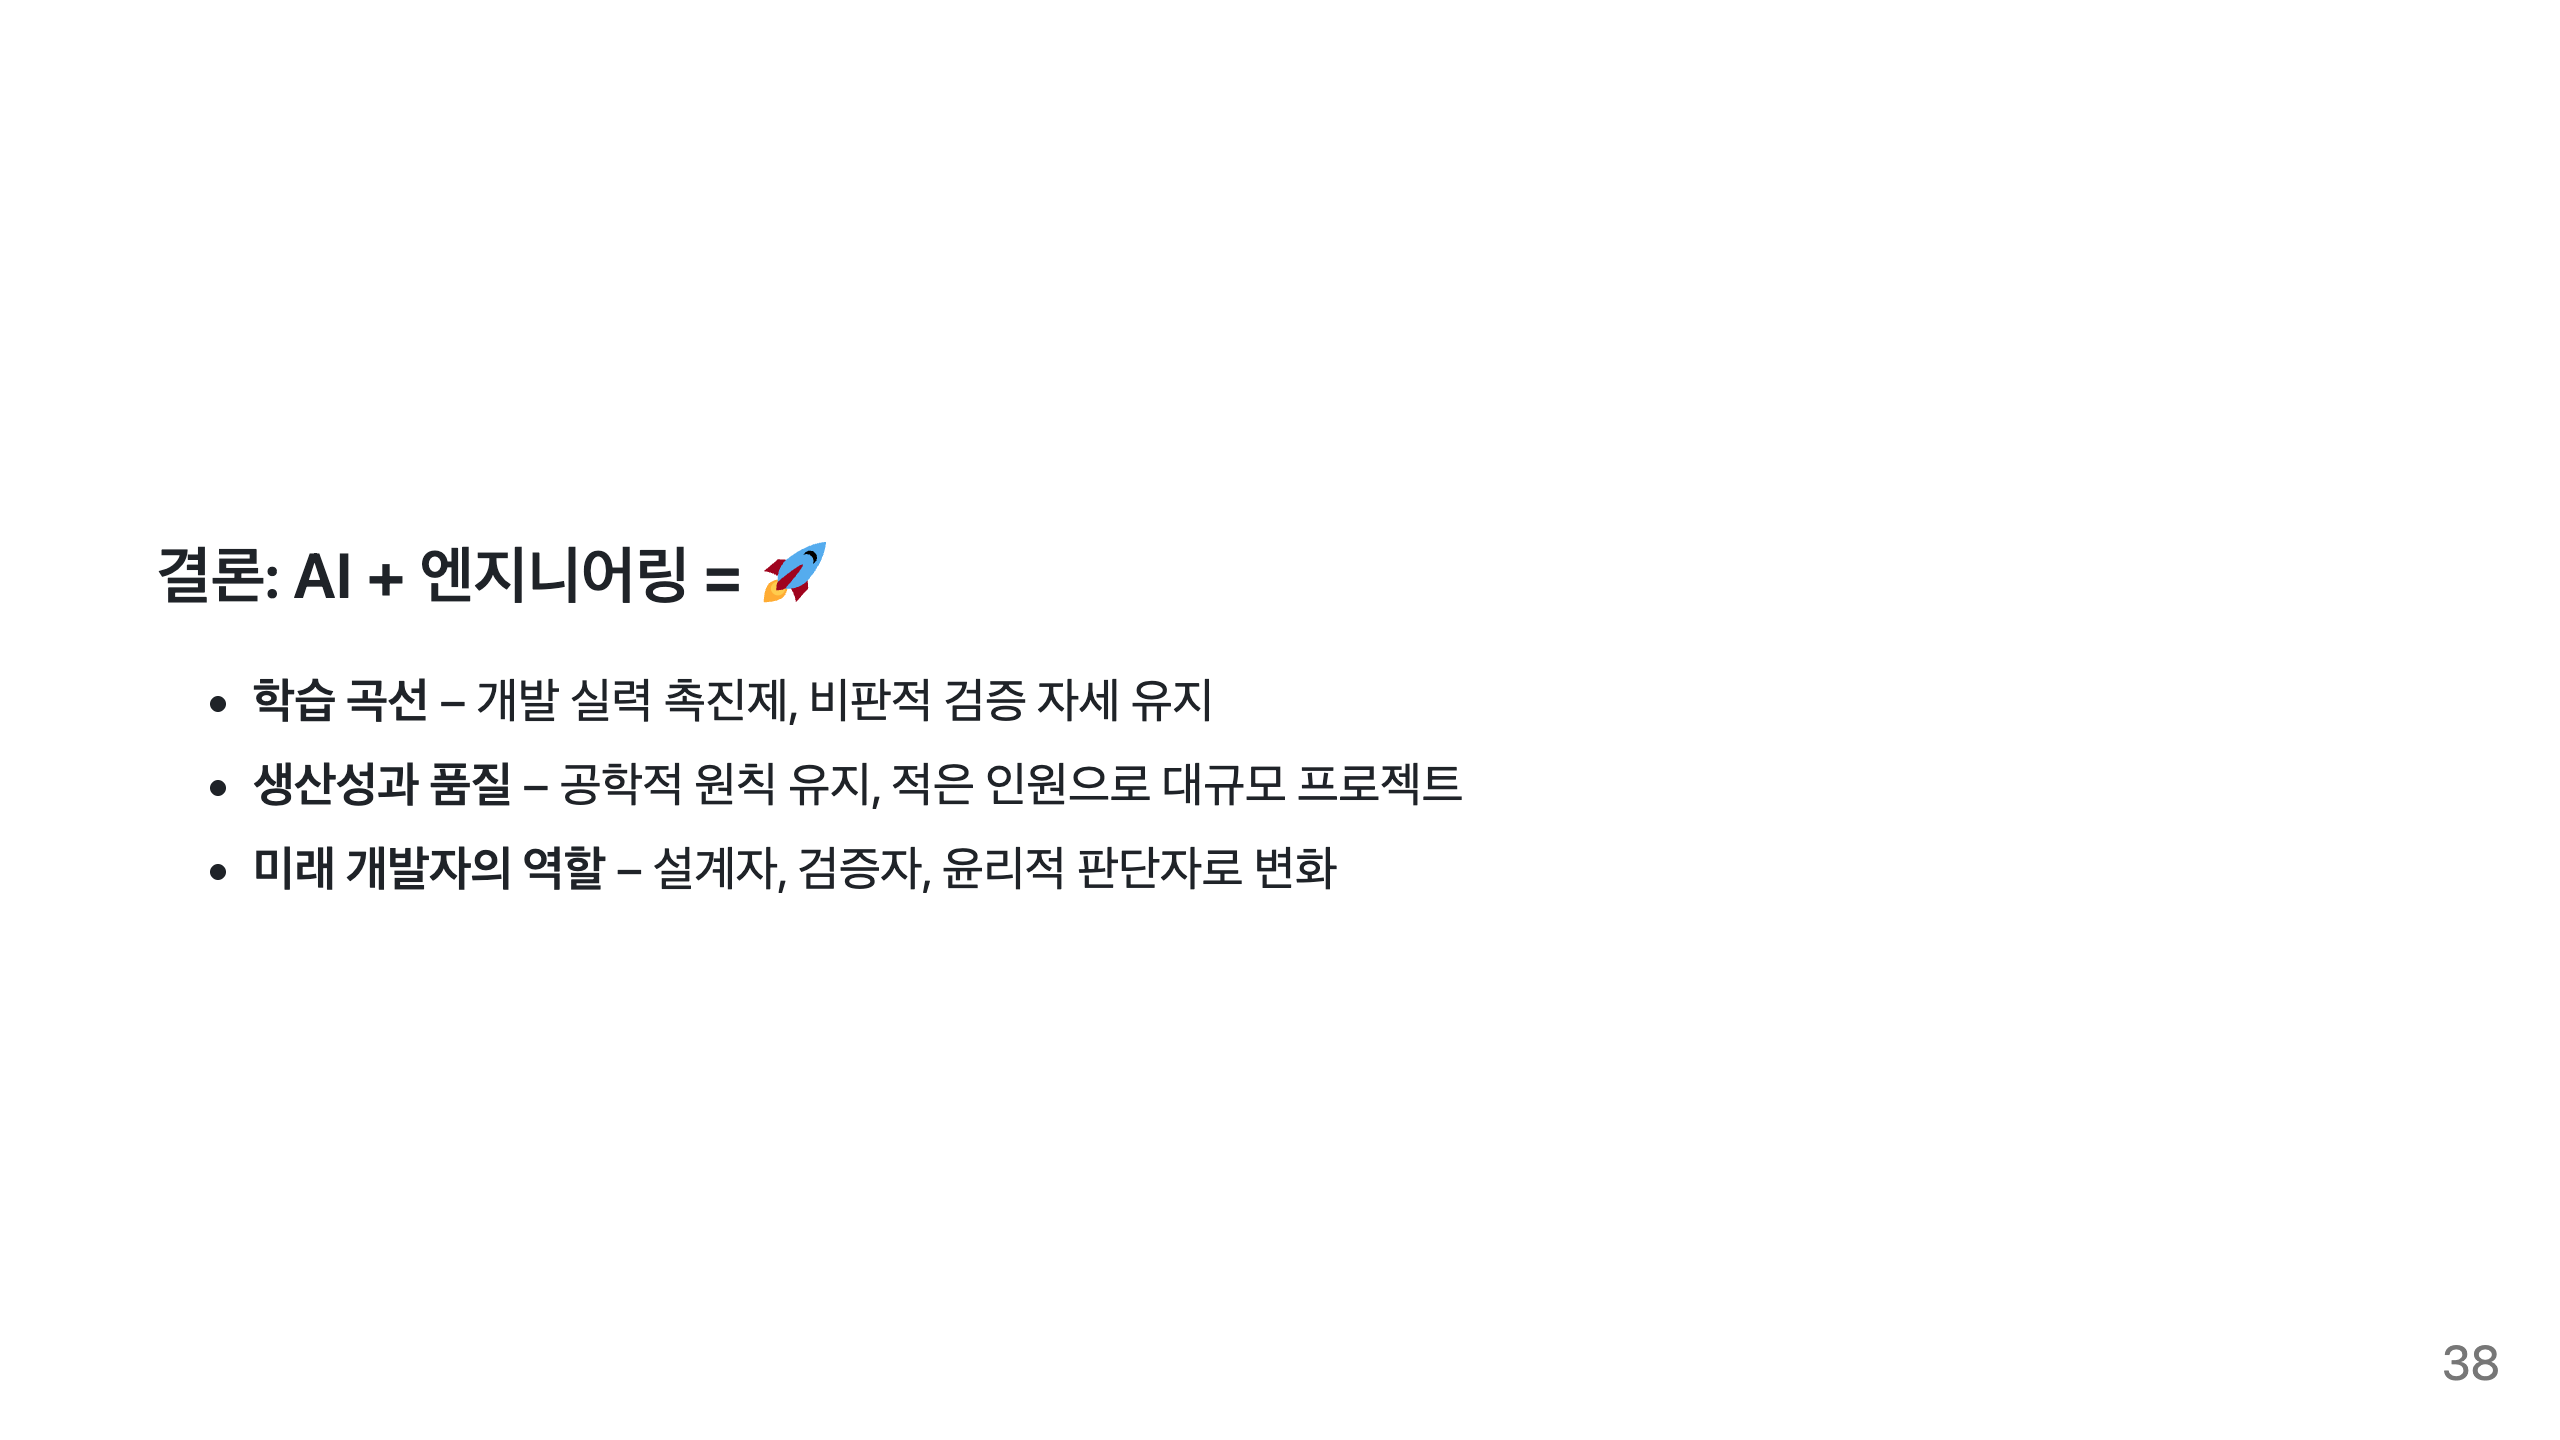 결론: AI + 엔지니어링 = 🚀
• 학습 곡선 – 개발 실력 촉진제, 비판적 검증 자세 유지
• 생산성과 품질 – 공학적 원칙 유지, 적은 인원으로 대규모 프로젝트
• 미래 개발자의 역할 – 설계자, 검증자, 윤리적 판단자로 변화
38